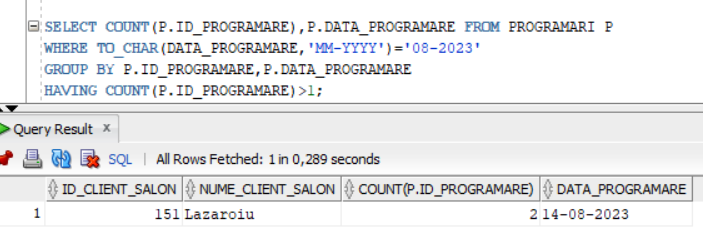 SELECT COUNT(P.ID_PROGRAMARE),P.DATA_PROGRAMARE FROM PROGRAMARI P
WHERE TO_CHAR(DATA_PROGRAMARE,'MM-YYYY')='08-2023'
GROUP BY P.ID_PROGRAMARE,P.DATA_PROGRAMARE
HAVING COUNT(P.ID_PROGRAMARE)>1;
Query Result x
SQL | All Rows Fetched: 1 in 0,289 seconds
ID_CLIENT_SALON NUME_CLIENT_SALON COUNT(P.ID_PROGRAMARE) DATA_PROGRAMARE
1 151 Lazaroiu 2 14-08-2023